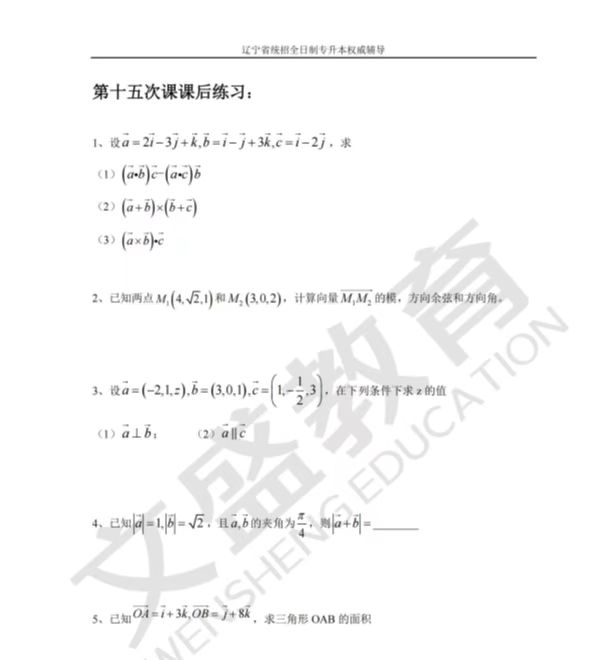 辽宁省统招全日制专升本权威辅导
第十五次课课后练习：
1、设 $\vec{a}=2\vec{i}-3\vec{j}+\vec{k},\vec{b}=\vec{i}-\vec{j}+3\vec{k},\vec{c}=\vec{i}-2\vec{j}$，求
（1）$(\vec{a}\bullet\vec{b})\vec{c}-(\vec{a}\bullet\vec{c})\vec{b}$
（2）$(\vec{a}+\vec{b})\times(\vec{b}+\vec{c})$
（3）$(\vec{a}\times\vec{b})\bullet\vec{c}$
2、已知两点 $M_1(4,\sqrt{2},1)$ 和 $M_2(3,0,2)$，计算向量 $\overrightarrow{M_1M_2}$ 的模，方向余弦和方向角。
3、设 $\vec{a}=(-2,1,z),\vec{b}=(3,0,1),\vec{c}=\left(1,-\frac{1}{2},3\right)$，在下列条件下求 z 的值
（1）$\vec{a}\perp\vec{b}$； （2）$\vec{a}\parallel\vec{c}$
4、已知 $|\vec{a}|=1,|\vec{b}|=\sqrt{2}$，且 $\vec{a},\vec{b}$ 的夹角为 $\frac{\pi}{4}$，则 $|\vec{a}+\vec{b}|=$______
5、已知 $\overrightarrow{OA}=\vec{i}+3\vec{k},\overrightarrow{OB}=\vec{j}+8\vec{k}$，求三角形 OAB 的面积
文盛教育
WENSHENG EDUCATION